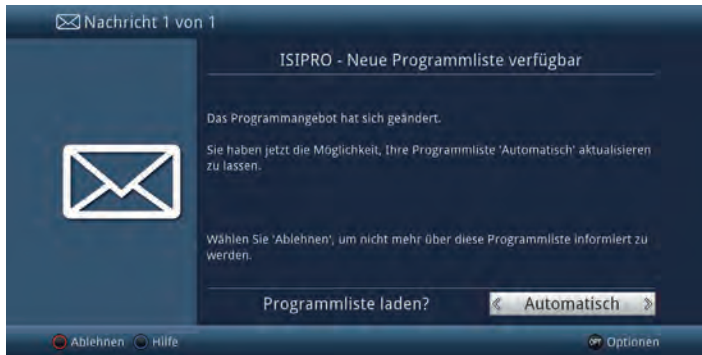 Nachricht 1 von 1
ISIPRO - Neue Programmliste verfügbar
Das Programmangebot hat sich geändert.
Sie haben jetzt die Möglichkeit, Ihre Programmliste 'Automatisch' aktualisieren
zu lassen.
Wählen Sie 'Ablehnen', um nicht mehr über diese Programmliste informiert zu
werden.
Programmliste laden? « Automatisch »
Ablehnen Hilfe OPT Optionen